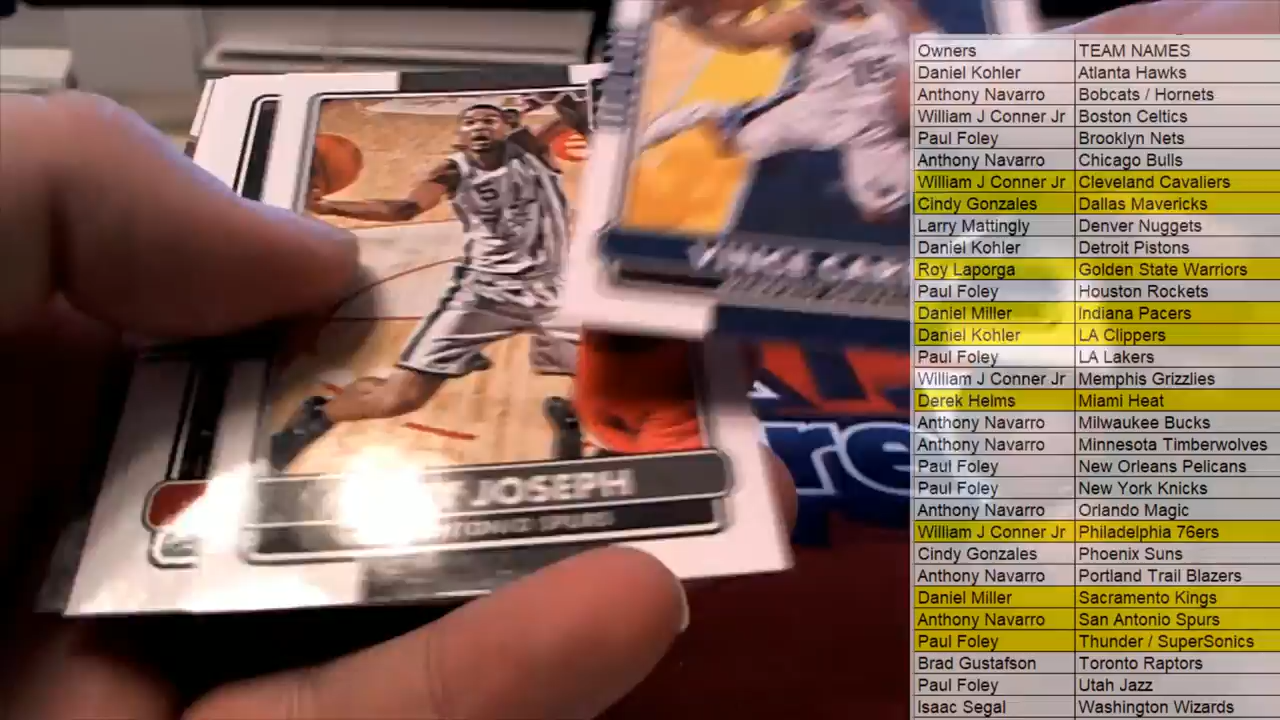 VINCE
JOSEPH
ANTONIO SPURS
5
15
re
Owners TEAM NAMES
Daniel Kohler Atlanta Hawks
Anthony Navarro Bobcats / Hornets
William J Conner Jr Boston Celtics
Paul Foley Brooklyn Nets
Anthony Navarro Chicago Bulls
William J Conner Jr Cleveland Cavaliers
Cindy Gonzales Dallas Mavericks
Larry Mattingly Denver Nuggets
Daniel Kohler Detroit Pistons
Roy Laporga Golden State Warriors
Paul Foley Houston Rockets
Daniel Miller Indiana Pacers
Daniel Kohler LA Clippers
Paul Foley LA Lakers
William J Conner Jr Memphis Grizzlies
Derek Helms Miami Heat
Anthony Navarro Milwaukee Bucks
Anthony Navarro Minnesota Timberwolves
Paul Foley New Orleans Pelicans
Paul Foley New York Knicks
Anthony Navarro Orlando Magic
William J Conner Jr Philadelphia 76ers
Cindy Gonzales Phoenix Suns
Anthony Navarro Portland Trail Blazers
Daniel Miller Sacramento Kings
Anthony Navarro San Antonio Spurs
Paul Foley Thunder / SuperSonics
Brad Gustafson Toronto Raptors
Paul Foley Utah Jazz
Isaac Segal Washington Wizards